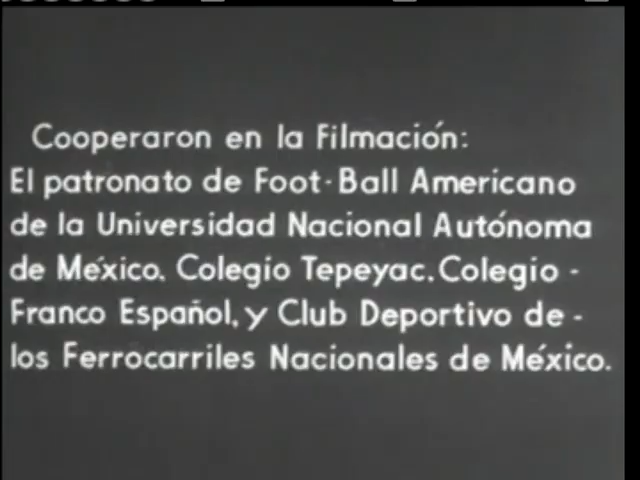 Cooperaron en la Filmación:
El patronato de Foot-Ball Americano
de la Universidad Nacional Autónoma
de México. Colegio Tepeyac. Colegio -
Franco Español, y Club Deportivo de -
los Ferrocarriles Nacionales de México.